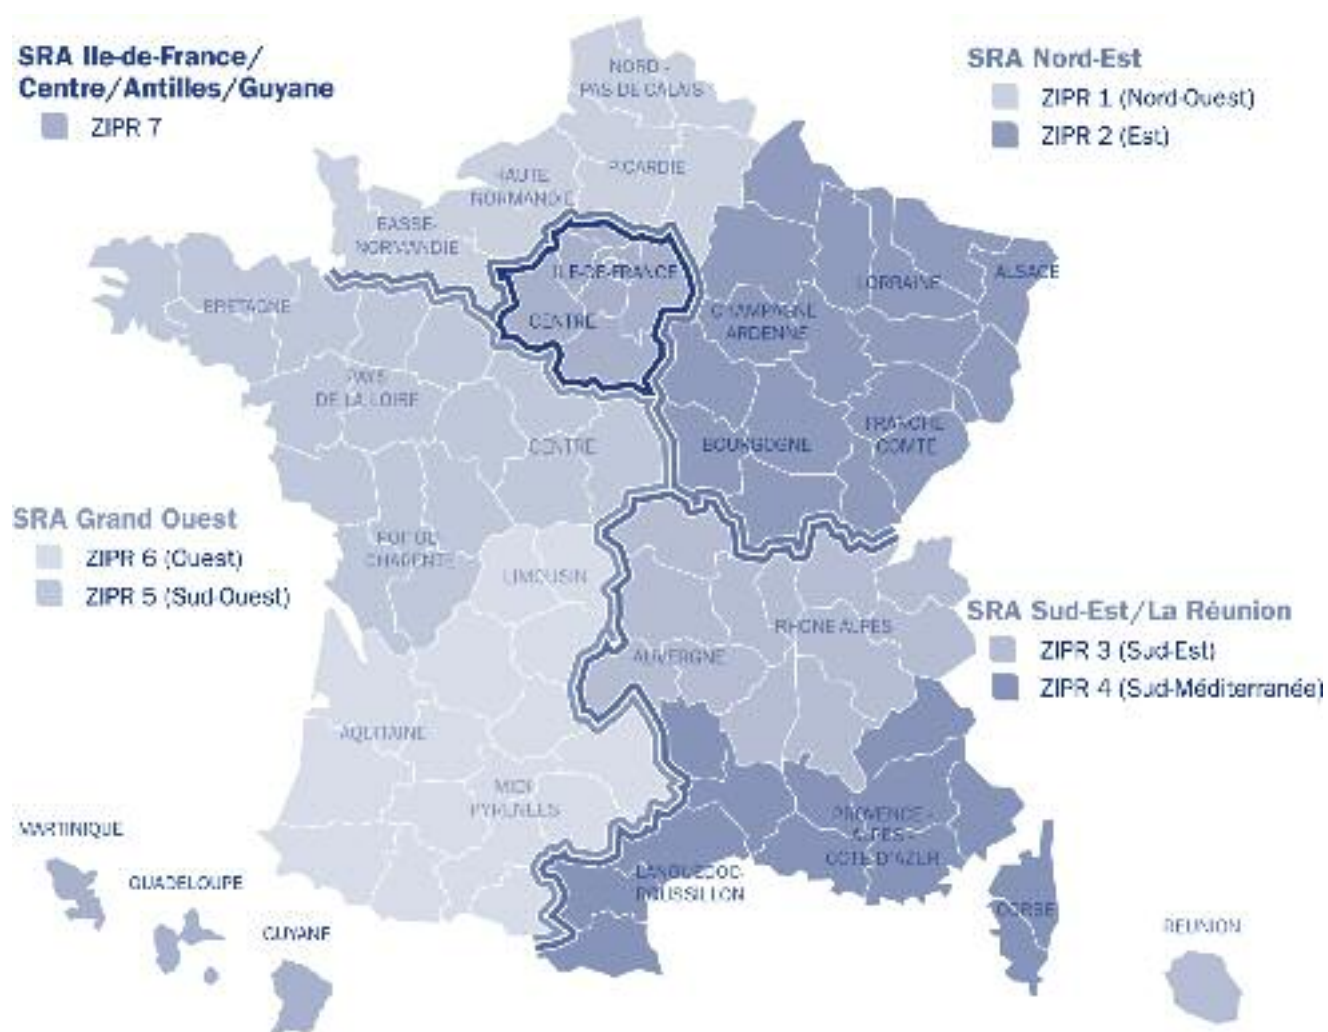 SRA Ile-de-France/
Centre/Antilles/Guyane
ZIPR 7
SRA Nord-Est
ZIPR 1 (Nord-Ouest)
ZIPR 2 (Est)
NORD -
PAS DE CALAIS
PICARDIE
HAUTE
NORMANDIE
BASSE-
NORMANDIE
ILE-DE-FRANCE
CENTRE
LORRAINE
ALSACE
CHAMPAGNE
ARDENNE
BRETAGNE
PAYS
DE LA LOIRE
CENTRE
BOURGOGNE
FRANCHE
COMTE
SRA Grand Ouest
ZIPR 6 (Ouest)
ZIPR 5 (Sud-Ouest)
POITOU
CHARENTE
LIMOUSIN
AUVERGNE
RHONE ALPES
SRA Sud-Est/La Réunion
ZIPR 3 (Sud-Est)
ZIPR 4 (Sud-Méditerranée)
AQUITAINE
MIDI
PYRENEES
PROVENCE -
ALPES -
COTE D'AZUR
LANGUEDOC-
ROUSSILLON
CORSE
MARTINIQUE
GUADELOUPE
GUYANE
REUNION